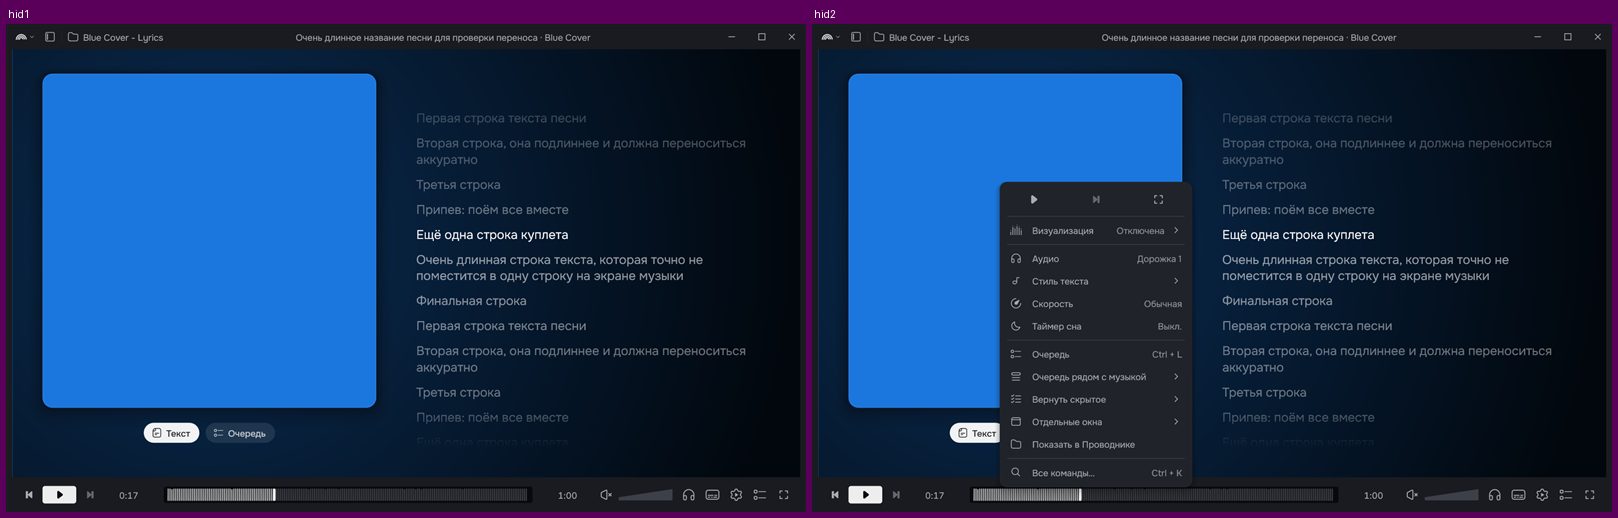 hid1
Blue Cover - Lyrics
Очень длинное название песни для проверки переноса · Blue Cover
Первая строка текста песни
Вторая строка, она подлиннее и должна переноситься
аккуратно
Третья строка
Припев: поём все вместе
Ещё одна строка куплета
Очень длинная строка текста, которая точно не
поместится в одну строку на экране музыки
Финальная строка
Первая строка текста песни
Вторая строка, она подлиннее и должна переноситься
аккуратно
Третья строка
Припев: поём все вместе
Ещё одна строка куплета
Текст
Очередь
0:17
1:00
hid2
Blue Cover - Lyrics
Очень длинное название песни для проверки переноса · Blue Cover
Визуализация Отключена
Аудио Дорожка 1
Стиль текста
Скорость Обычная
Таймер сна Выкл.
Очередь Ctrl + L
Очередь рядом с музыкой
Вернуть скрытое
Отдельные окна
Показать в Проводнике
Все команды... Ctrl + K
Первая строка текста песни
Вторая строка, она подлиннее и должна переноситься
аккуратно
Третья строка
Припев: поём все вместе
Ещё одна строка куплета
Очень длинная строка текста, которая точно не
поместится в одну строку на экране музыки
Финальная строка
Первая строка текста песни
Вторая строка, она подлиннее и должна переноситься
аккуратно
Третья строка
Припев: поём все вместе
Ещё одна строка куплета
Текст
0:17
1:00